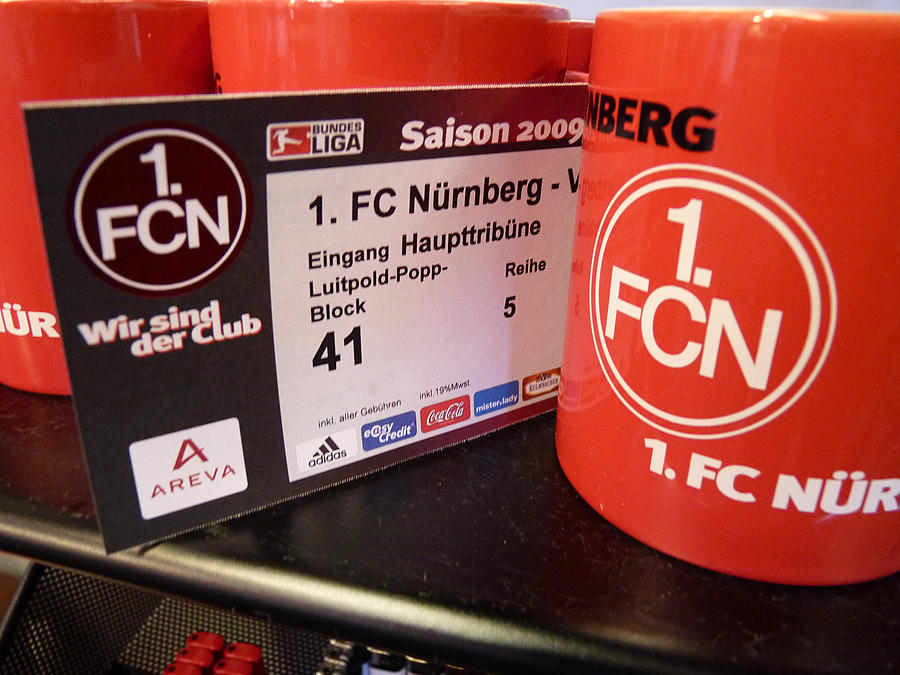 1.
FCN
BUNDES
LIGA
Saison 2009
1. FC Nürnberg - V
Eingang Haupttribüne
Luitpold-Popp-
Reihe
Block
5
41
Wir sind
der Club
inkl. aller Gebühren
inkl. 19% Mwst.
AREVA
adidas
easy
Credit
Coca-Cola
mister*lady
ÜR
G
NBERG
1.
FCN
1. FC NÜR